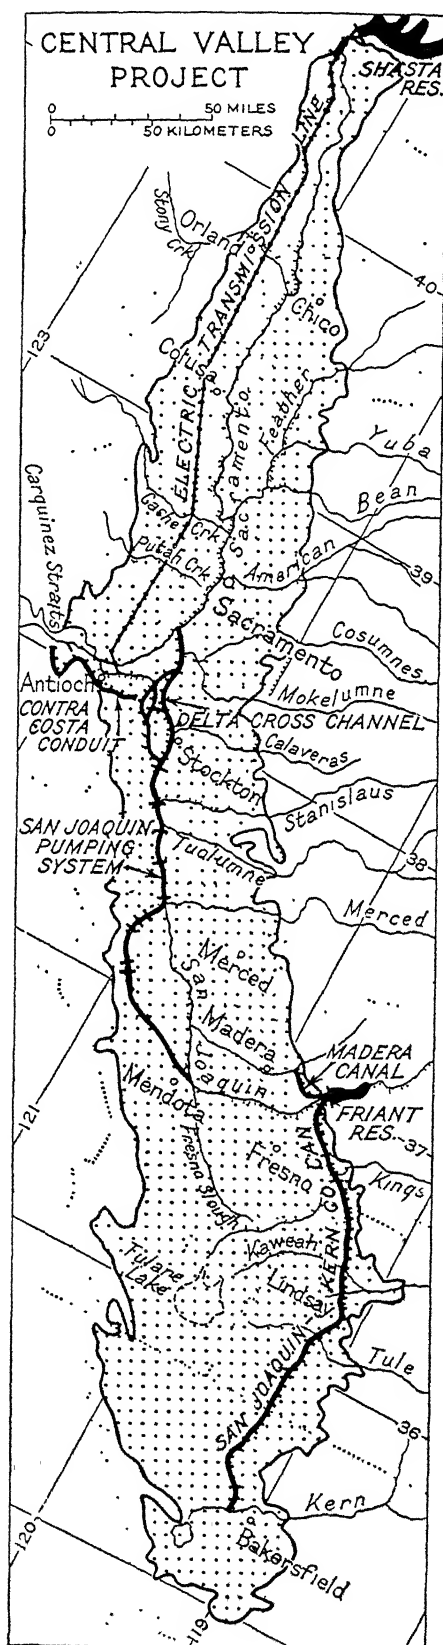 CENTRAL VALLEY
PROJECT
0 50 MILES
0 50 KILOMETERS
SHASTA
RES.
ELECTRIC TRANSMISSION LINE
Stony
Crk
Orland
40
Chico
123
Colusa
Feather
Sacramento
Yuba
Bean
Cache Crk
Putah Crk
American
39
Carquinez Straits
Sacramento
Cosumnes
Antioch
Mokelumne
CONTRA
COSTA
CONDUIT
DELTA CROSS CHANNEL
Calaveras
Stockton
Stanislaus
SAN JOAQUIN
PUMPING
SYSTEM
Tuolumne
38
Merced
Merced
San
Joaquin
Madera
MADERA
CANAL
121
Mendota
FRIANT
RES.
37
Fresno Slough
Fresno
Kings
Kaweah
Tulare
Lake
Lindsay
SAN JOAQUIN-KERN CO. CAN.
Tule
36
Kern
120
Bakersfield
119